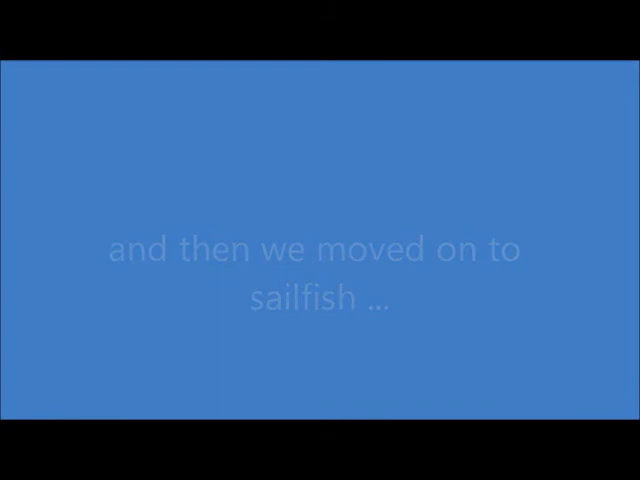 and then we moved on to
sailfish ...